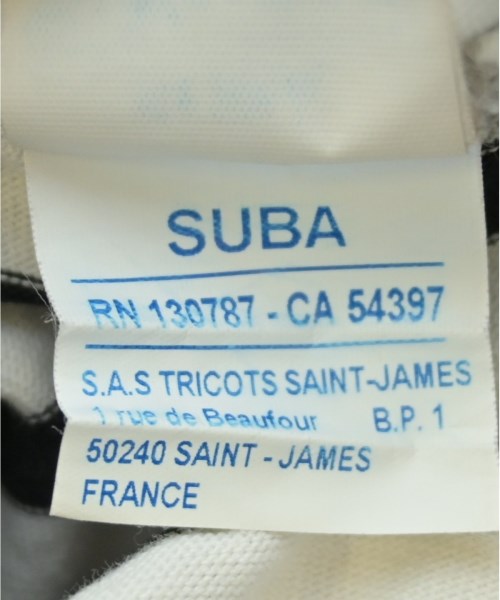 SUBA
RN 130787 - CA 54397
S.A.S TRICOTS SAINT-JAMES
1 rue de Beaufour B.P. 1
50240 SAINT - JAMES
FRANCE